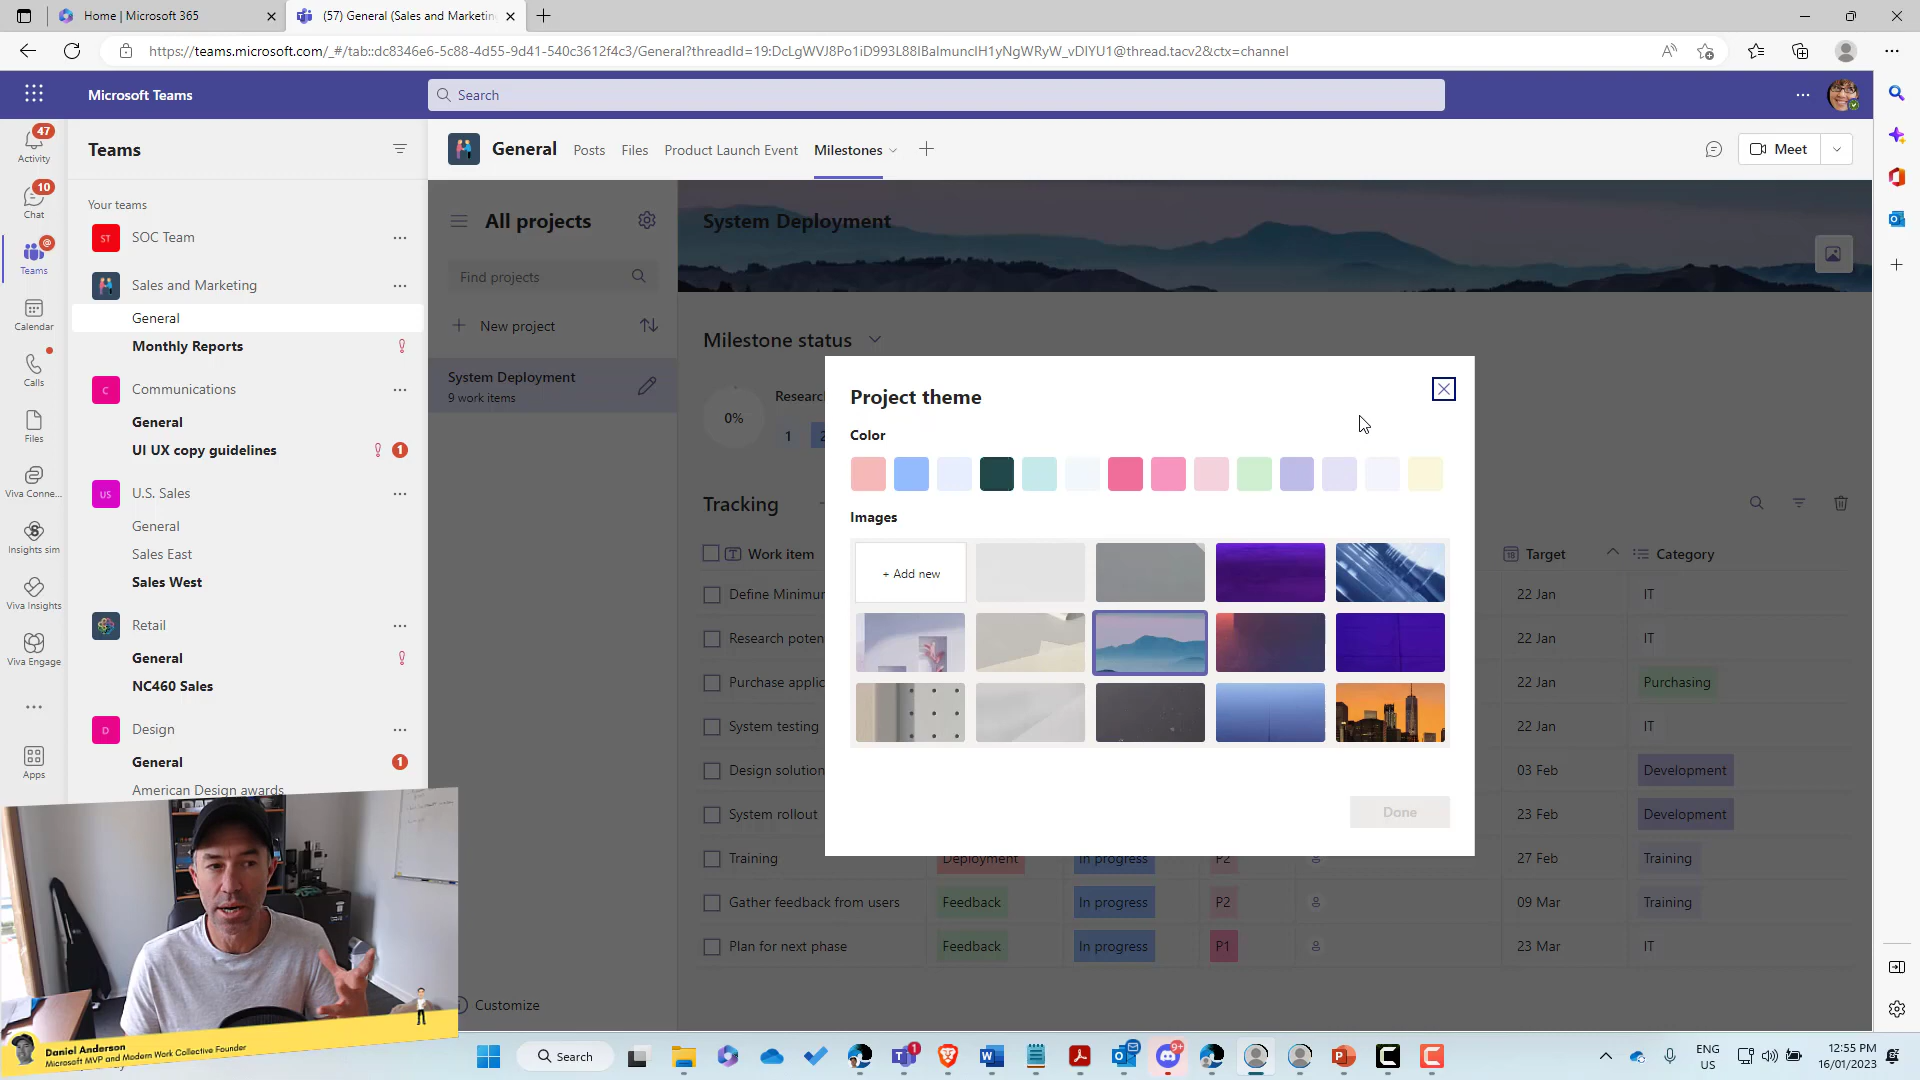 Home | Microsoft 365
(57) General (Sales and Marketin
https://teams.microsoft.com/_#/tab::dc8346e6-5c88-4d55-9d41-540c3612f4c3/General?threadId=19:DcLgWVJ8Po1iD993L88IBalmunclH1yNgWRyW_vDlYU1@thread.tacv2&ctx=channel
Microsoft Teams
Search
47
Activity
10
Chat
@
Teams
Calendar
Calls
Files
Viva Conne...
Insights sim
Viva Insights
Viva Engage
Apps
Teams
Your teams
ST SOC Team
Sales and Marketing
General
Monthly Reports
C Communications
General
UI UX copy guidelines 1
US U.S. Sales
General
Sales East
Sales West
Retail
General
NC460 Sales
D Design
General 1
American Design awards
General Posts Files Product Launch Event Milestones
Meet
All projects
Find projects
New project
System Deployment
9 work items
Customize
System Deployment
Milestone status
0%
Researc
1 2
Tracking
Work item Target Category
Define Minimun 22 Jan IT
Research poten 22 Jan IT
Purchase applic 22 Jan Purchasing
System testing 22 Jan IT
Design solution 03 Feb Development
System rollout 23 Feb Development
Training Deployment In progress P2 27 Feb Training
Gather feedback from users Feedback In progress P2 09 Mar Training
Plan for next phase Feedback In progress P1 23 Mar IT
Project theme
Color
Images
+ Add new
Done
Daniel Anderson
Microsoft MVP and Modern Work Collective Founder
Search
1
9+
ENG
US
12:55 PM
16/01/2023